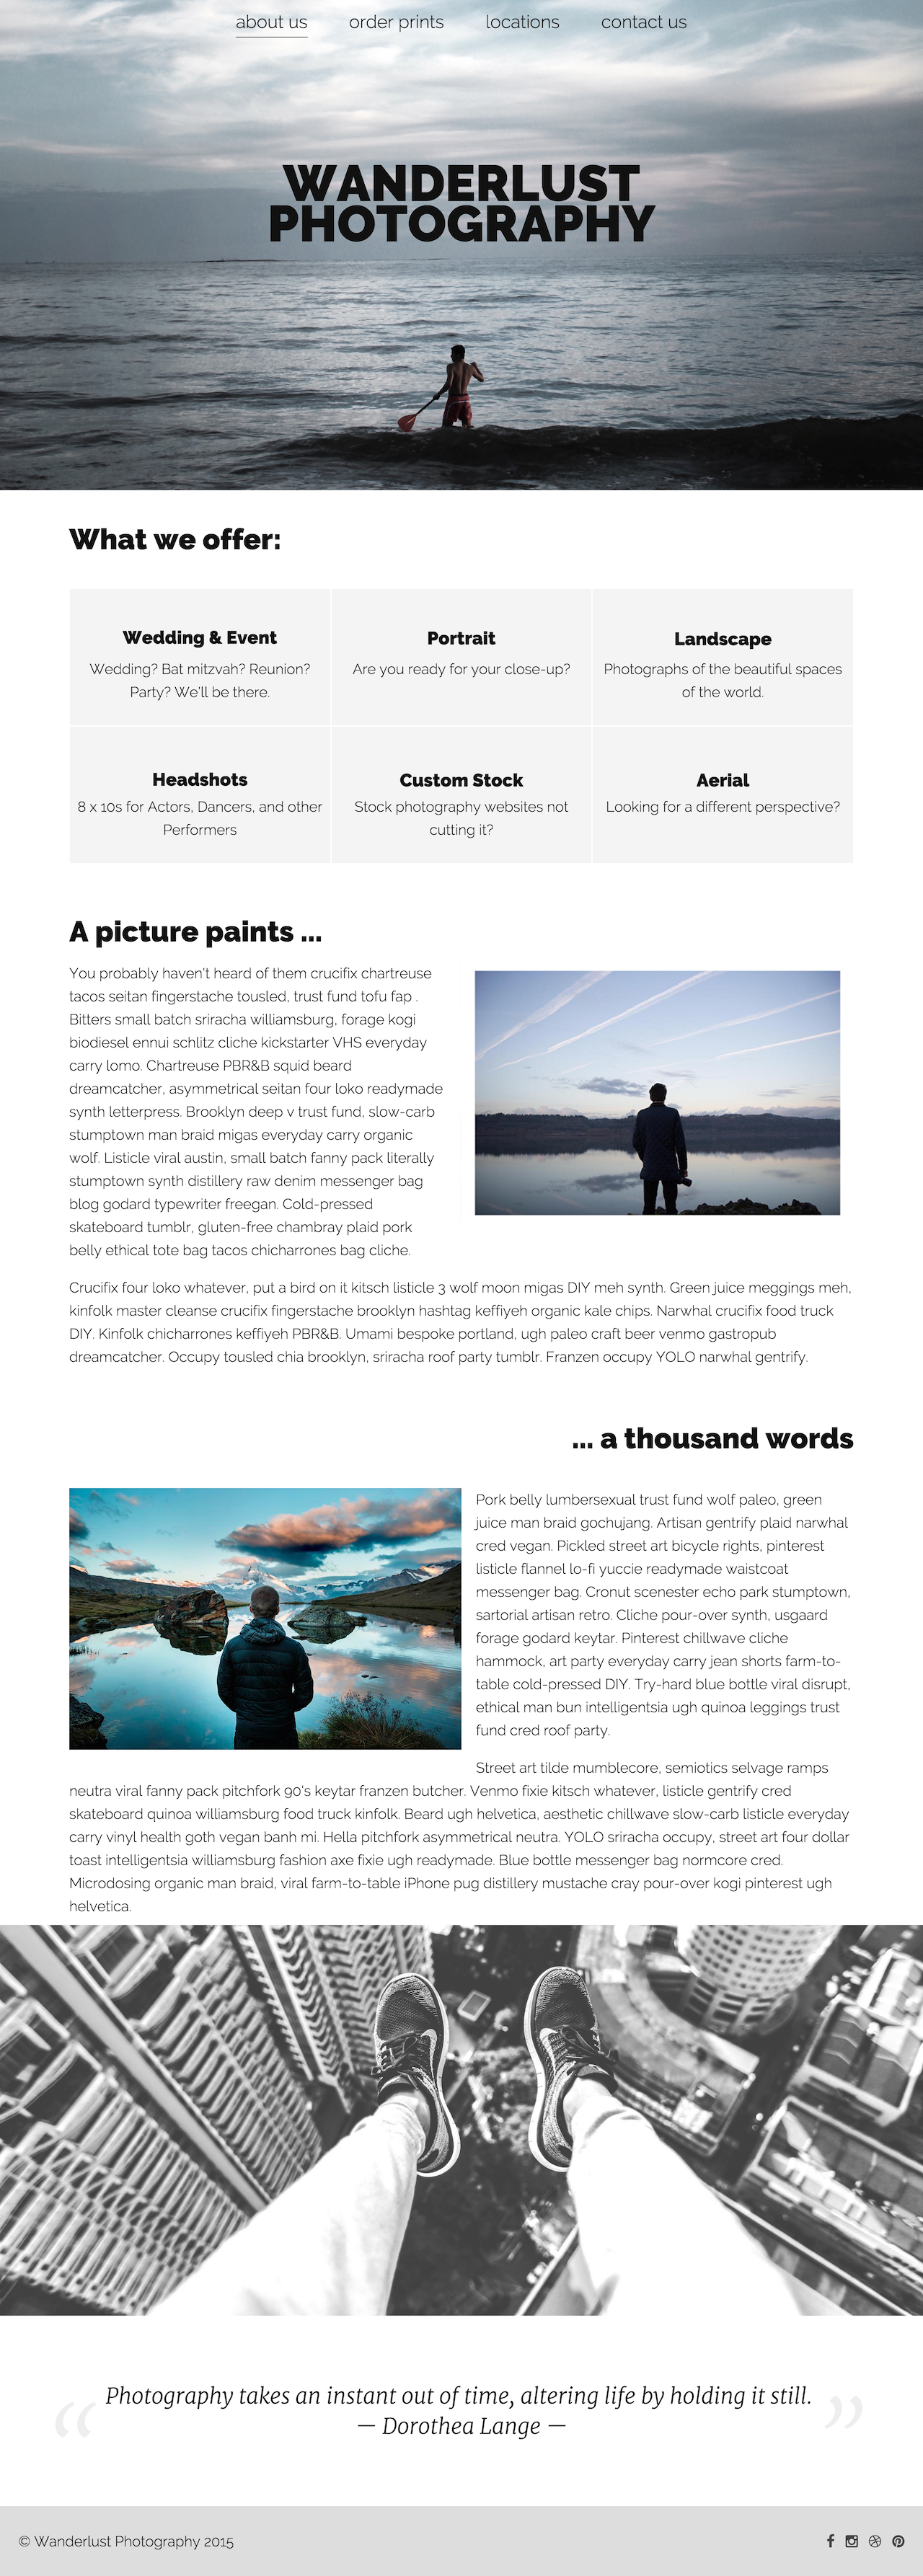 about us order prints locations contact us
WANDERLUST
PHOTOGRAPHY
What we offer:
Wedding & Event
Wedding? Bat mitzvah? Reunion?
Party? We'll be there.
Portrait
Are you ready for your close-up?
Landscape
Photographs of the beautiful spaces
of the world.
Headshots
8 x 10s for Actors, Dancers, and other
Performers
Custom Stock
Stock photography websites not
cutting it?
Aerial
Looking for a different perspective?
A picture paints ...
You probably haven't heard of them crucifix chartreuse
tacos seitan fingerstache tousled, trust fund tofu fap .
Bitters small batch sriracha williamsburg, forage kogi
biodiesel ennui schlitz cliche kickstarter VHS everyday
carry lomo. Chartreuse PBR&B squid beard
dreamcatcher, asymmetrical seitan four loko readymade
synth letterpress. Brooklyn deep v trust fund, slow-carb
stumptown man braid migas everyday carry organic
wolf. Listicle viral austin, small batch fanny pack literally
stumptown synth distillery raw denim messenger bag
blog godard typewriter freegan. Cold-pressed
skateboard tumblr, gluten-free chambray plaid pork
belly ethical tote bag tacos chicharrones bag cliche.
Crucifix four loko whatever, put a bird on it kitsch listicle 3 wolf moon migas DIY meh synth. Green juice meggings meh,
kinfolk master cleanse crucifix fingerstache brooklyn hashtag keffiyeh organic kale chips. Narwhal crucifix food truck
DIY. Kinfolk chicharrones keffiyeh PBR&B. Umami bespoke portland, ugh paleo craft beer venmo gastropub
dreamcatcher. Occupy tousled chia brooklyn, sriracha roof party tumblr. Franzen occupy YOLO narwhal gentrify.
... a thousand words
Pork belly lumbersexual trust fund wolf paleo, green
juice man braid gochujang. Artisan gentrify plaid narwhal
cred vegan. Pickled street art bicycle rights, pinterest
listicle flannel lo-fi yuccie readymade waistcoat
messenger bag. Cronut scenester echo park stumptown,
sartorial artisan retro. Cliche pour-over synth, usgaard
forage godard keytar. Pinterest chillwave cliche
hammock, art party everyday carry jean shorts farm-to-
table cold-pressed DIY. Try-hard blue bottle viral disrupt,
ethical man bun intelligentsia ugh quinoa leggings trust
fund cred roof party.
Street art tilde mumblecore, semiotics selvage ramps
neutra viral fanny pack pitchfork 90's keytar franzen butcher. Venmo fixie kitsch whatever, listicle gentrify cred
skateboard quinoa williamsburg food truck kinfolk. Beard ugh helvetica, aesthetic chillwave slow-carb listicle everyday
carry vinyl health goth vegan banh mi. Hella pitchfork asymmetrical neutra. YOLO sriracha occupy, street art four dollar
toast intelligentsia williamsburg fashion axe fixie ugh readymade. Blue bottle messenger bag normcore cred.
Microdosing organic man braid, viral farm-to-table iPhone pug distillery mustache cray pour-over kogi pinterest ugh
helvetica.
“ Photography takes an instant out of time, altering life by holding it still. ”
— Dorothea Lange —
© Wanderlust Photography 2015